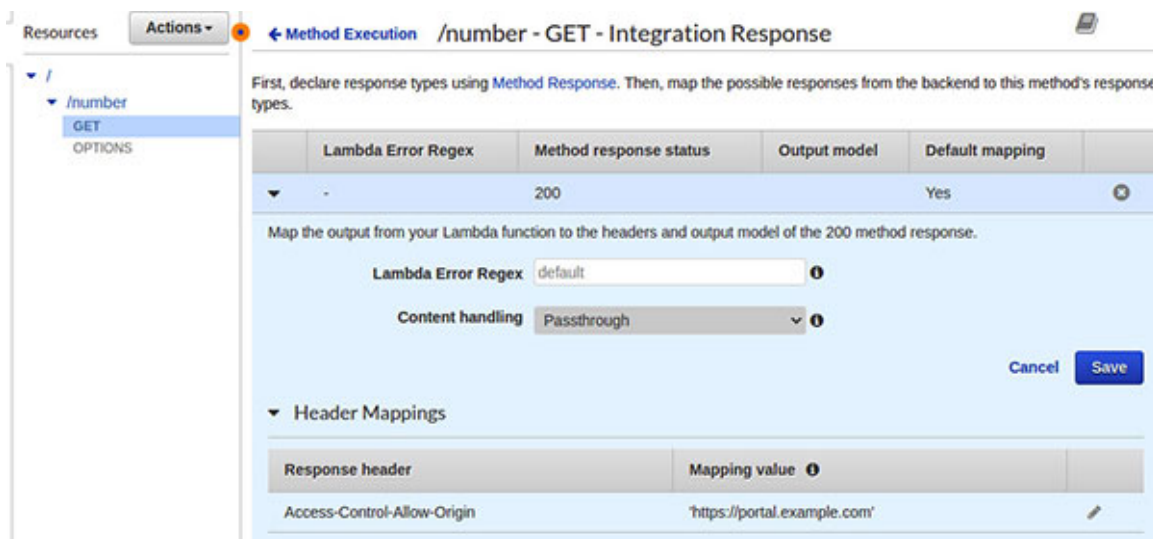 Resources
Actions
Method Execution /number - GET - Integration Response
/
/number
GET
OPTIONS
First, declare response types using Method Response. Then, map the possible responses from the backend to this method's response
types.
Lambda Error Regex Method response status Output model Default mapping
- 200 Yes
Map the output from your Lambda function to the headers and output model of the 200 method response.
Lambda Error Regex default
Content handling Passthrough
Cancel Save
Header Mappings
Response header Mapping value
Access-Control-Allow-Origin 'https://portal.example.com'